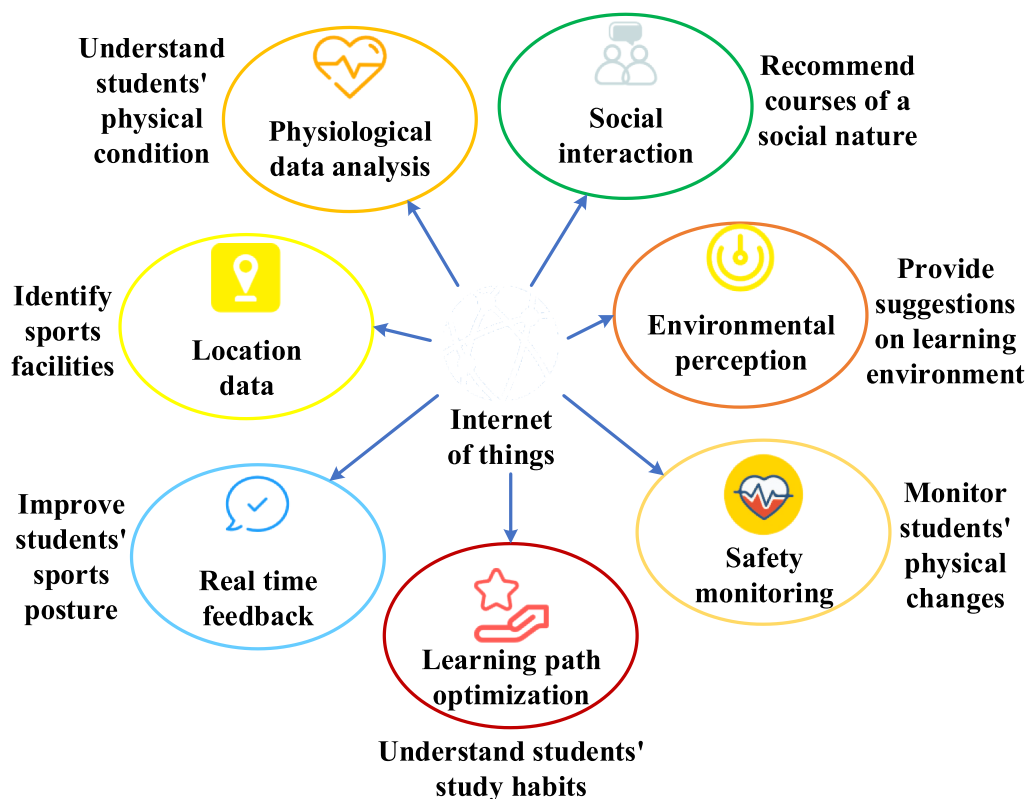 Understand
students'
physical
condition
Physiological
data analysis
Social
interaction
Recommend
courses of a
social nature
Identify
sports
facilities
Location
data
Environmental
perception
Provide
suggestions
on learning
environment
Internet
of things
Improve
students'
sports
posture
Real time
feedback
Safety
monitoring
Monitor
students'
physical
changes
Learning path
optimization
Understand students'
study habits